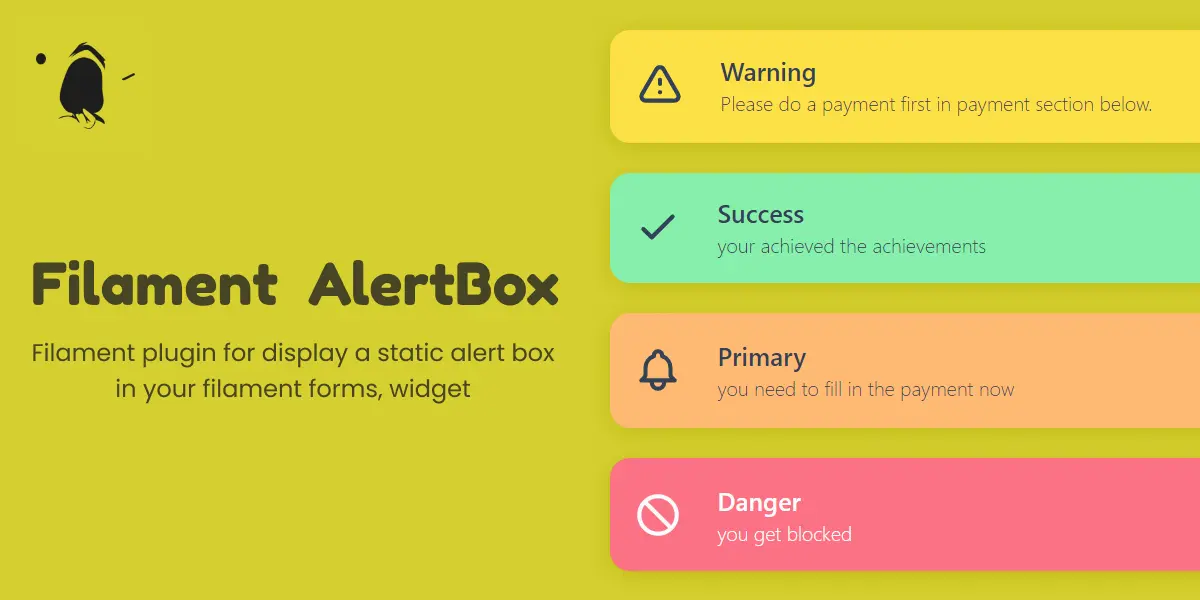 Filament AlertBox
Filament plugin for display a static alert box
in your filament forms, widget
Warning
Please do a payment first in payment section below.
Success
your achieved the achievements
Primary
you need to fill in the payment now
Danger
you get blocked